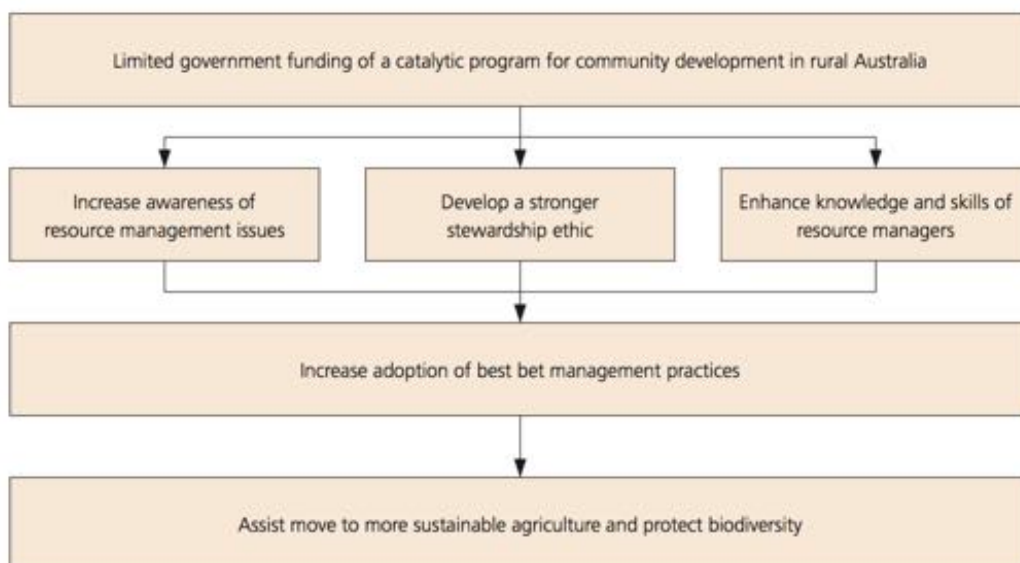 Limited government funding of a catalytic program for community development in rural Australia
Increase awareness of
resource management issues
Develop a stronger
stewardship ethic
Enhance knowledge and skills of
resource managers
Increase adoption of best bet management practices
Assist move to more sustainable agriculture and protect biodiversity